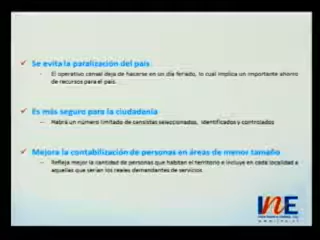 Se evita la paralización del país
- El operativo censal deja de hacerse en un día feriado, lo cual implica un importante ahorro
de recursos para el país.
Es más seguro para la ciudadanía
- Habrá un número limitado de censistas seleccionados, identificados y controlados
Mejora la contabilización de personas en áreas de menor tamaño
- Refleja mejor la cantidad de personas que habitan el territorio e incluye en cada localidad a
aquellas que serían los reales demandantes de servicios.
INE